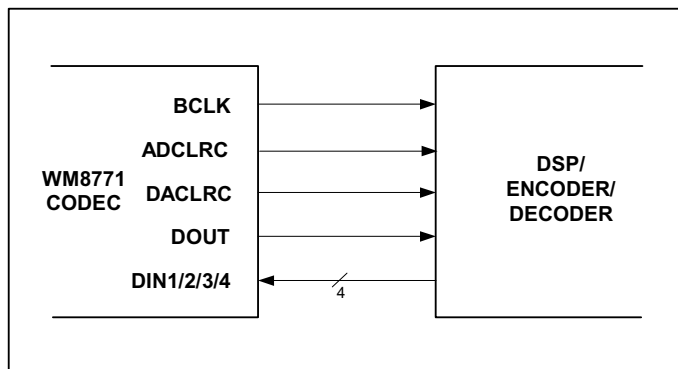 BCLK
ADCLRC
WM8771
CODEC
DACLRC
DOUT
DIN1/2/3/4
4
DSP/
ENCODER/
DECODER